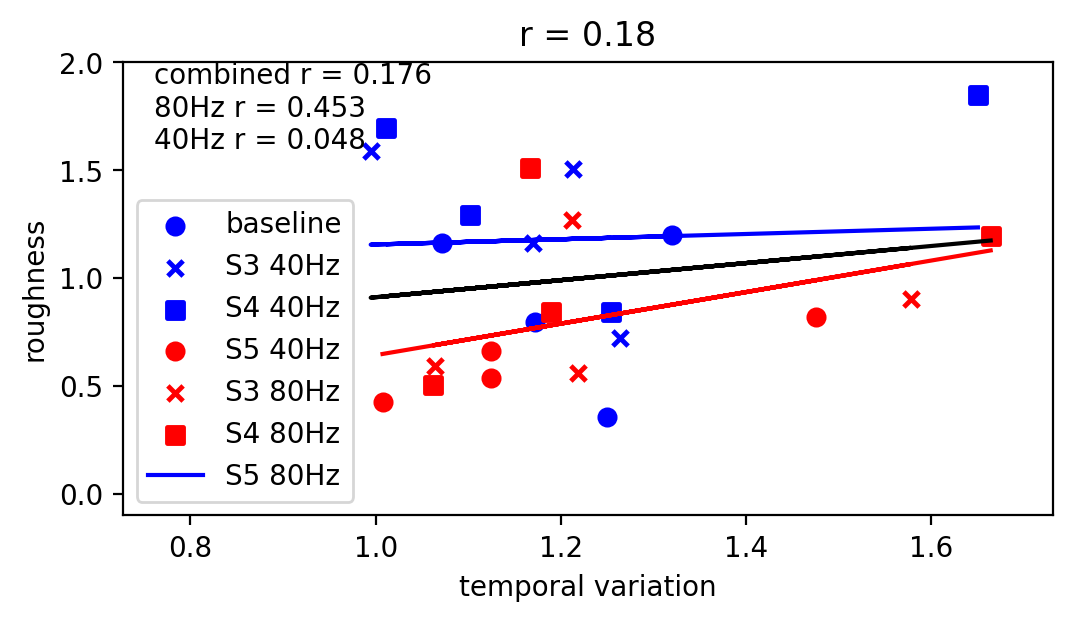 r = 0.18
combined r = 0.176
80Hz r = 0.453
40Hz r = 0.048
baseline
S3 40Hz
S4 40Hz
S5 40Hz
S3 80Hz
S4 80Hz
S5 80Hz
roughness
2.0
1.5
1.0
0.5
0.0
0.8 1.0 1.2 1.4 1.6
temporal variation